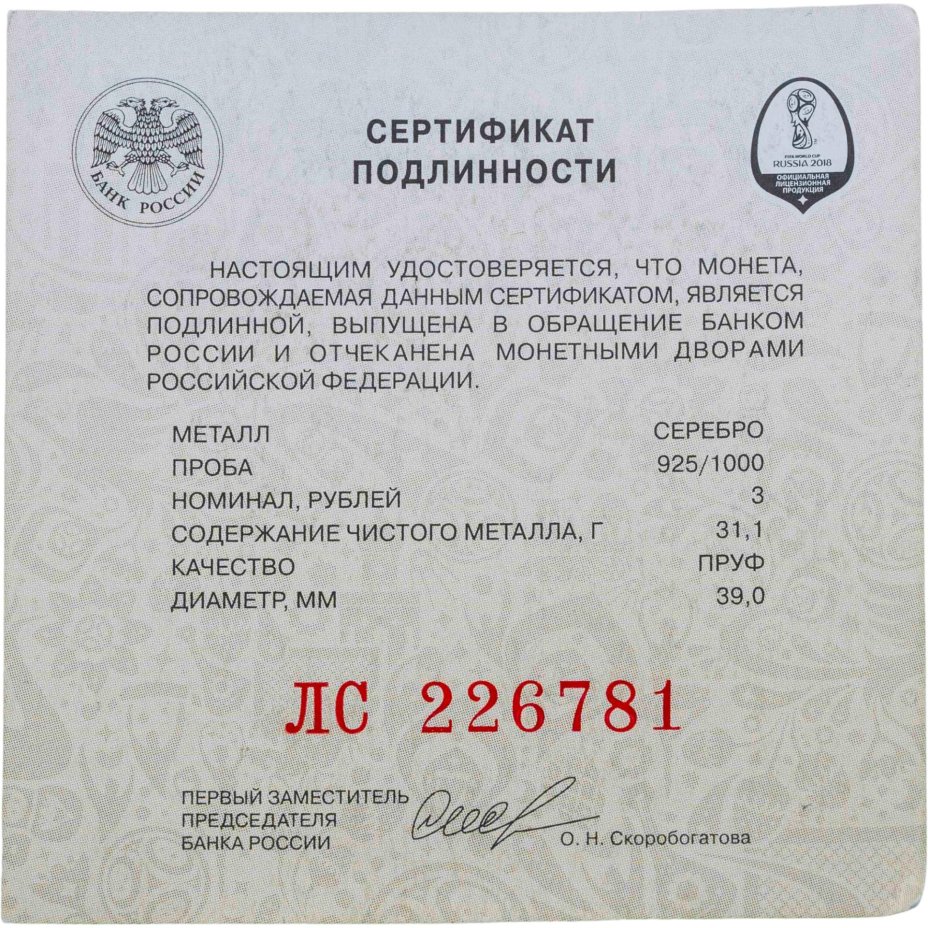 СЕРТИФИКАТ
ПОДЛИННОСТИ
БАНК РОССИИ
FIFA WORLD CUP
RUSSIA 2018
ОФИЦИАЛЬНАЯ
ЛИЦЕНЗИОННАЯ
ПРОДУКЦИЯ
НАСТОЯЩИМ УДОСТОВЕРЯЕТСЯ, ЧТО МОНЕТА,
СОПРОВОЖДАЕМАЯ ДАННЫМ СЕРТИФИКАТОМ, ЯВЛЯЕТСЯ
ПОДЛИННОЙ, ВЫПУЩЕНА В ОБРАЩЕНИЕ БАНКОМ
РОССИИ И ОТЧЕКАНЕНА МОНЕТНЫМИ ДВОРАМИ
РОССИЙСКОЙ ФЕДЕРАЦИИ.
МЕТАЛЛ СЕРЕБРО
ПРОБА 925/1000
НОМИНАЛ, РУБЛЕЙ 3
СОДЕРЖАНИЕ ЧИСТОГО МЕТАЛЛА, Г 31,1
КАЧЕСТВО ПРУФ
ДИАМЕТР, ММ 39,0
ЛС 226781
ПЕРВЫЙ ЗАМЕСТИТЕЛЬ
ПРЕДСЕДАТЕЛЯ
БАНКА РОССИИ
О. Н. Скоробогатова